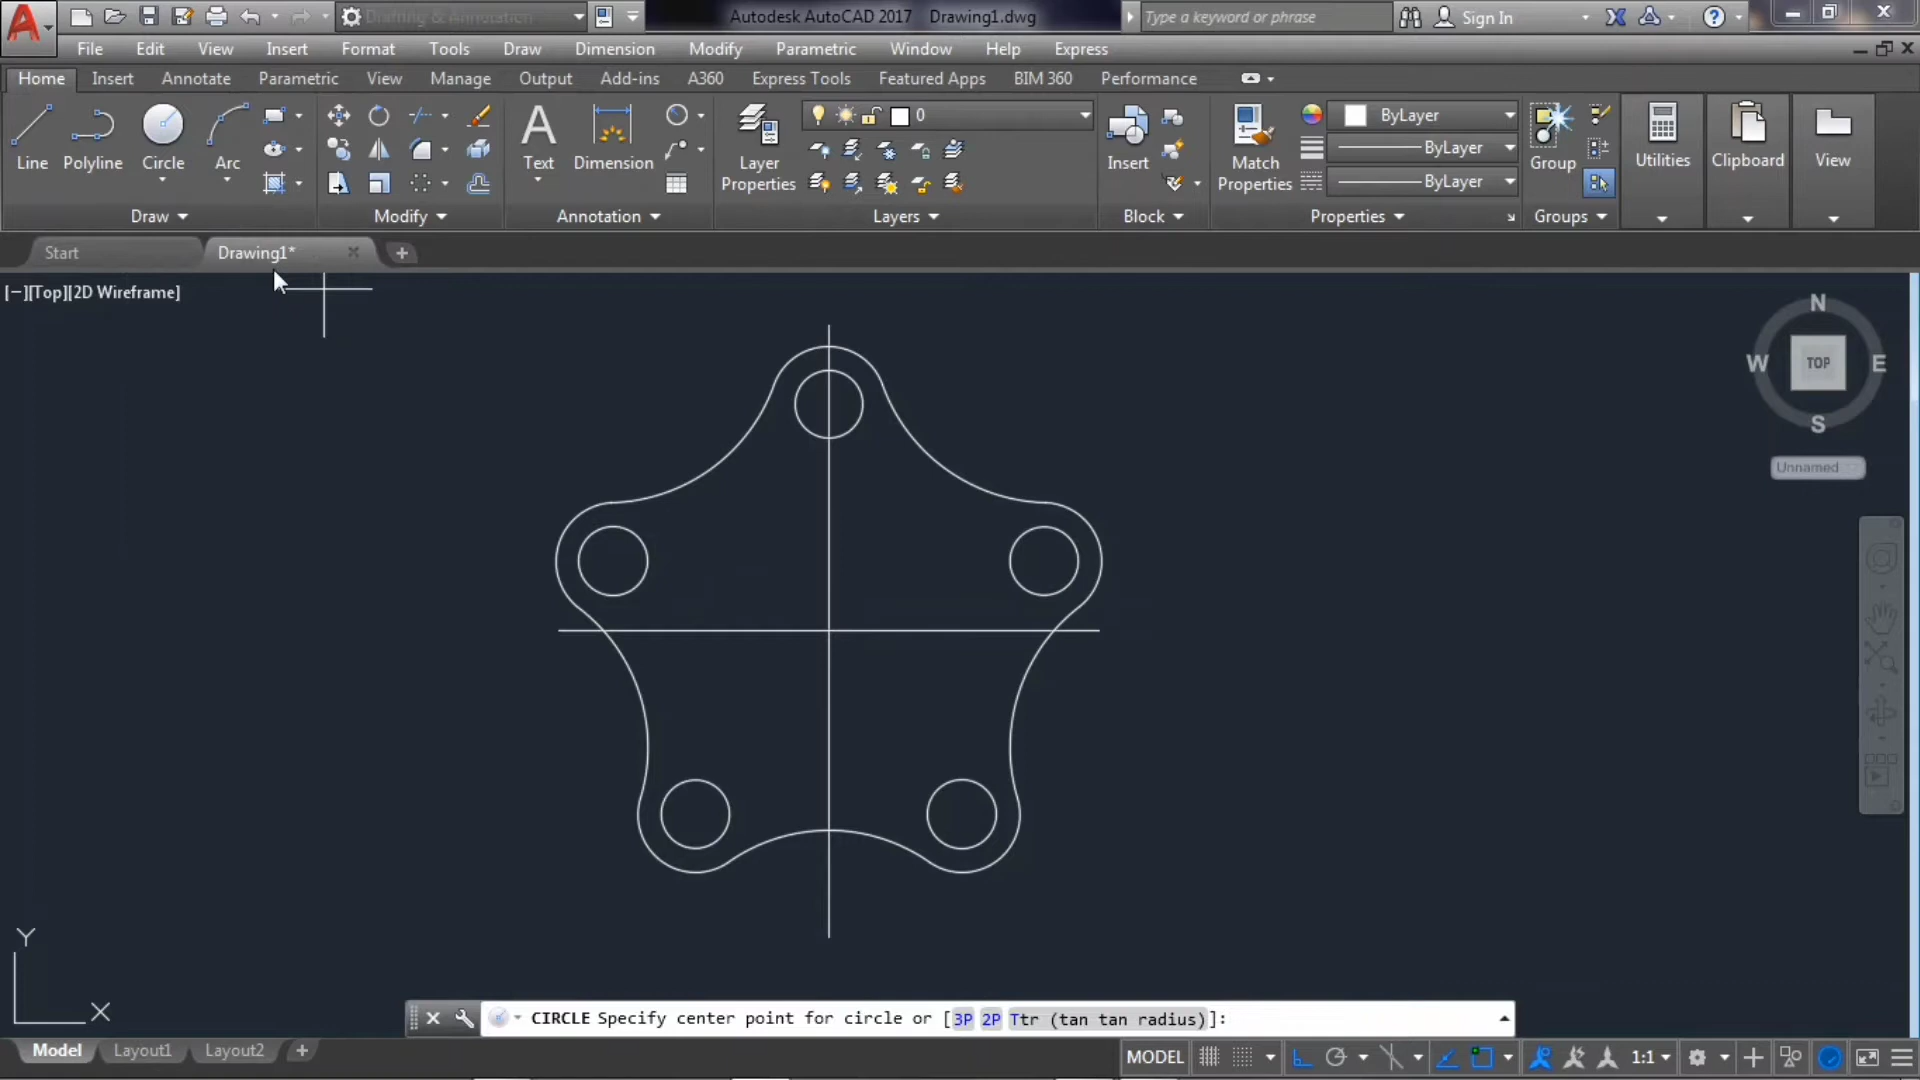 Drafting & Annotation
Autodesk AutoCAD 2017 Drawing1.dwg
Type a keyword or phrase
Sign In
File Edit View Insert Format Tools Draw Dimension Modify Parametric Window Help Express
Home Insert Annotate Parametric View Manage Output Add-ins A360 Express Tools Featured Apps BIM 360 Performance
Line Polyline Circle Arc
Text Dimension
Layer Properties
0
Insert
Match Properties
ByLayer
ByLayer
ByLayer
Group
Utilities
Clipboard
View
Draw Modify Annotation Layers Block Properties Groups
Start Drawing1*
[−][Top][2D Wireframe]
N
W TOP E
S
Unnamed
Y
X
CIRCLE Specify center point for circle or [3P 2P Ttr (tan tan radius)]:
Model Layout1 Layout2
MODEL 1:1